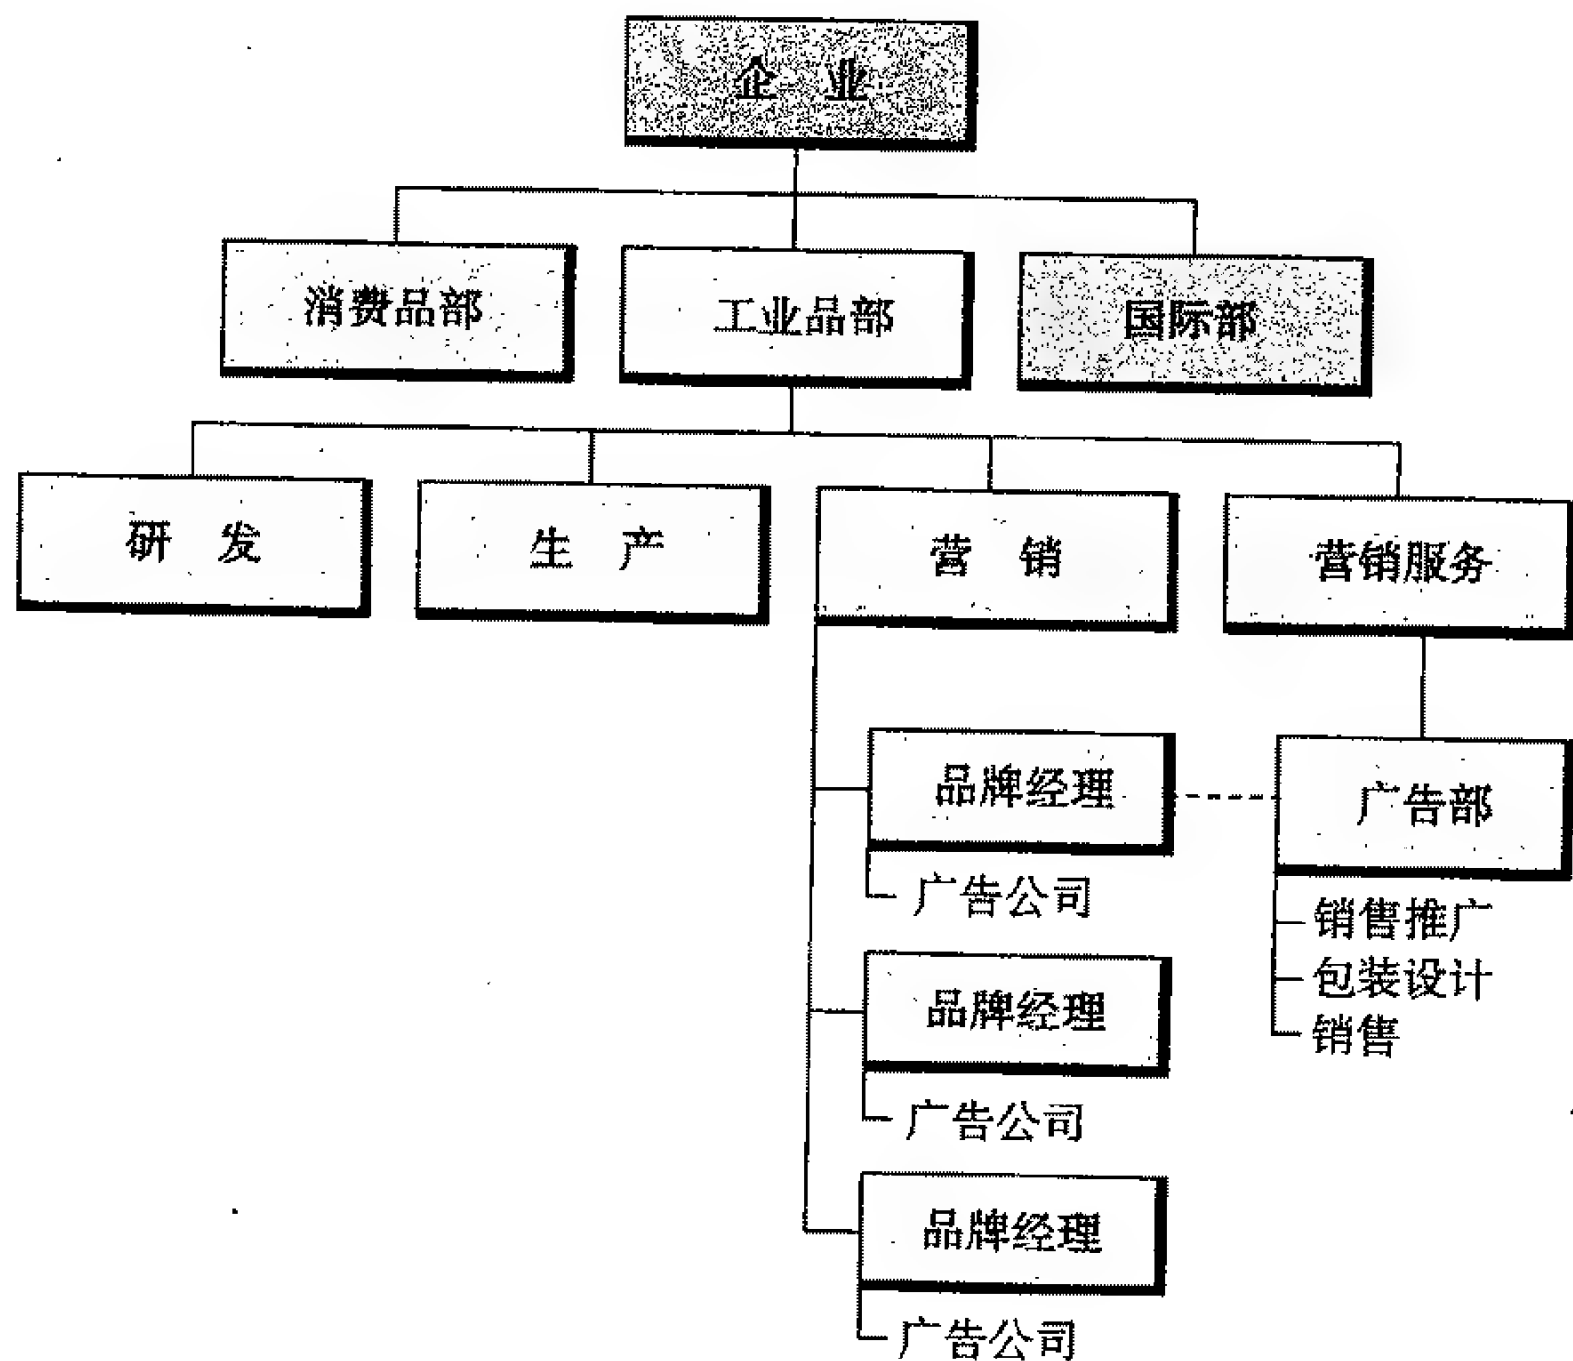 企 业
消费品部
工业品部
国际部
研 发
生 产
营 销
营销服务
品牌经理
广告公司
品牌经理
广告公司
品牌经理
广告公司
广告部
销售推广
包装设计
销售